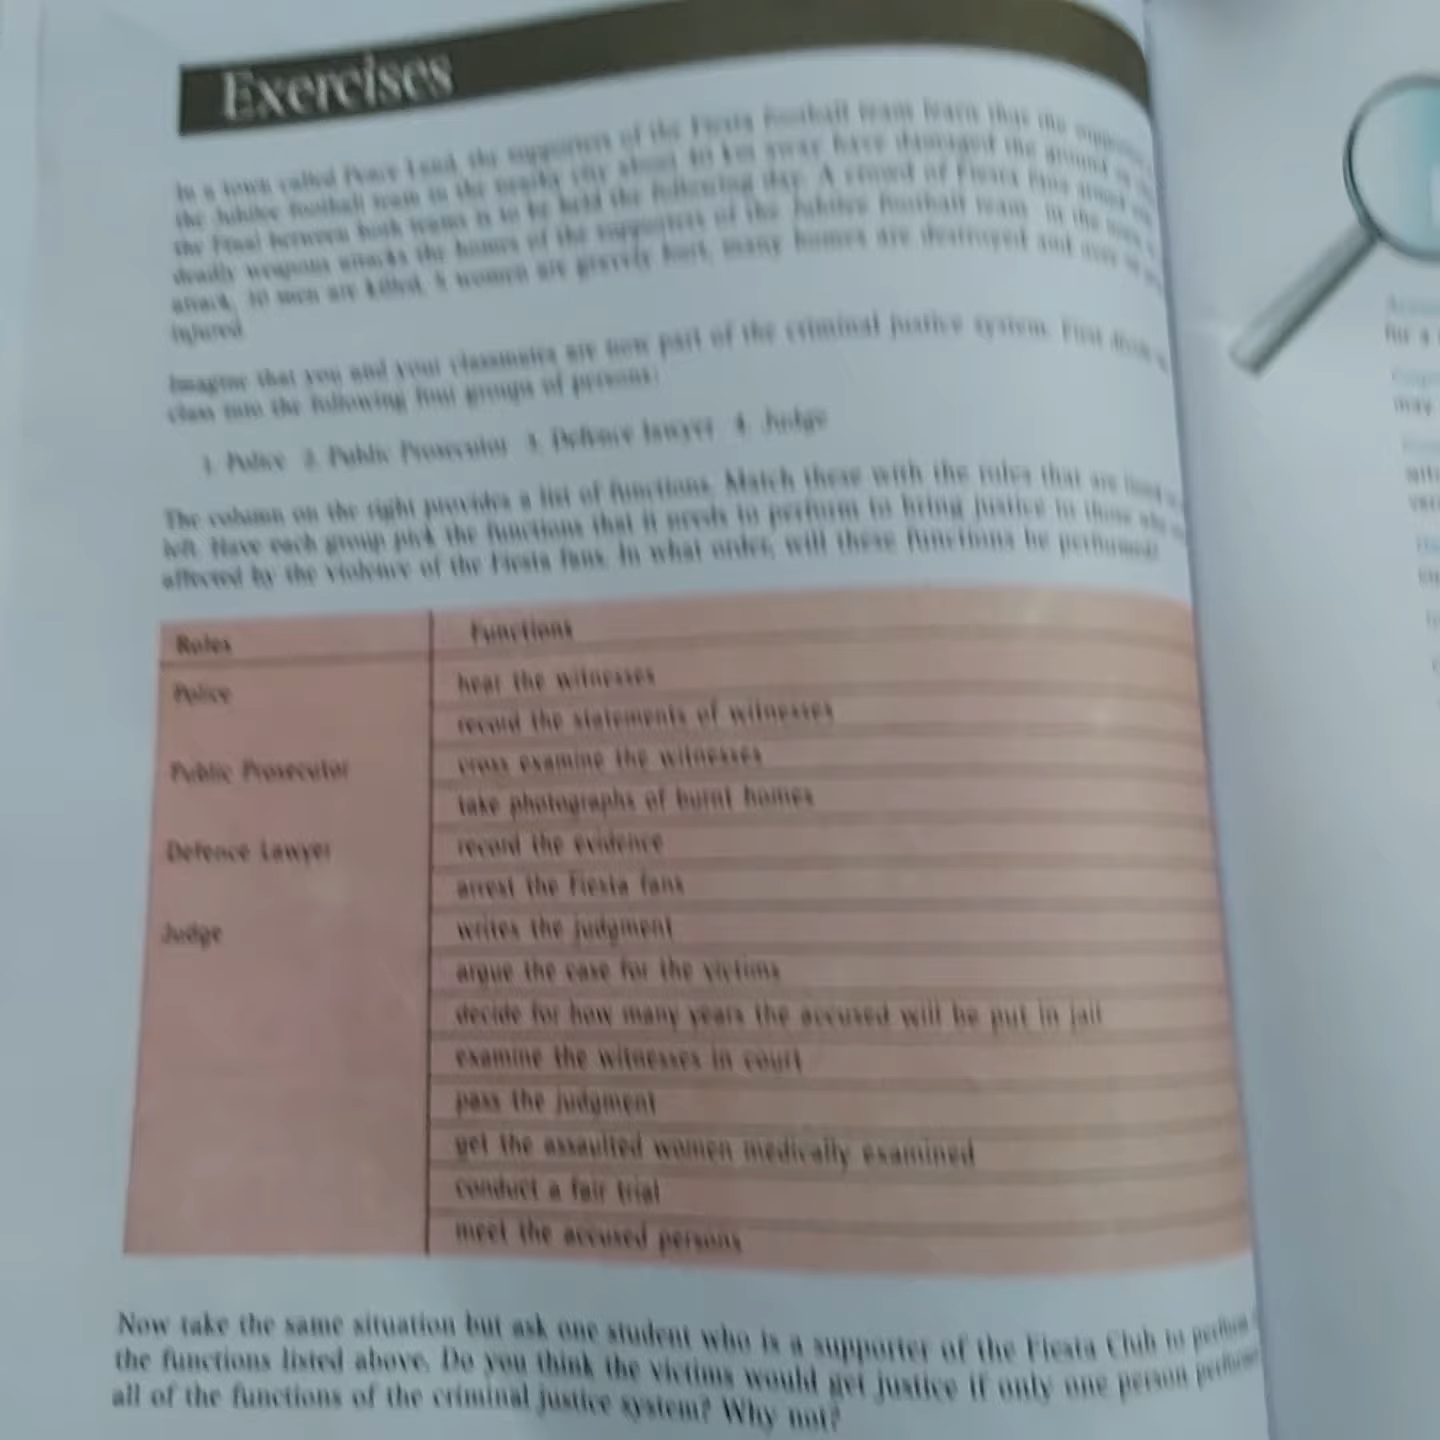 Exercises
In a town called Peace Land, the supporters of the Fiesta football team learn that the
the Jubilee football team in the nearby city about 40 km away have damaged the ground
the Final between both teams is to be held the following day. A crowd of Fiesta fans armed
deadly weapons attacks the homes of the supporters of the Jubilee football team. In the
attack, 10 men are killed, 5 women are gravely hurt, many homes are destroyed and over
injured.
Imagine that you and your classmates are now part of the criminal justice system. First
class into the following four groups of persons:
1. Police 2. Public Prosecutor 3. Defence lawyer 4. Judge
The column on the right provides a list of functions. Match these with the roles that are
left. Have each group pick the functions that it needs to perform to bring justice to those who
affected by the violence of the Fiesta fans. In what order, will these functions be performed?
Roles Functions
Police hear the witnesses
record the statements of witnesses
Public Prosecutor cross examine the witnesses
take photographs of burnt homes
Defence Lawyer record the evidence
arrest the Fiesta fans
Judge writes the judgment
argue the case for the victims
decide for how many years the accused will be put in jail
examine the witnesses in court
pass the judgment
get the assaulted women medically examined
conduct a fair trial
meet the accused persons
Now take the same situation but ask one student who is a supporter of the Fiesta Club to perform
the functions listed above. Do you think the victims would get justice if only one person
all of the functions of the criminal justice system? Why not?
for a
may